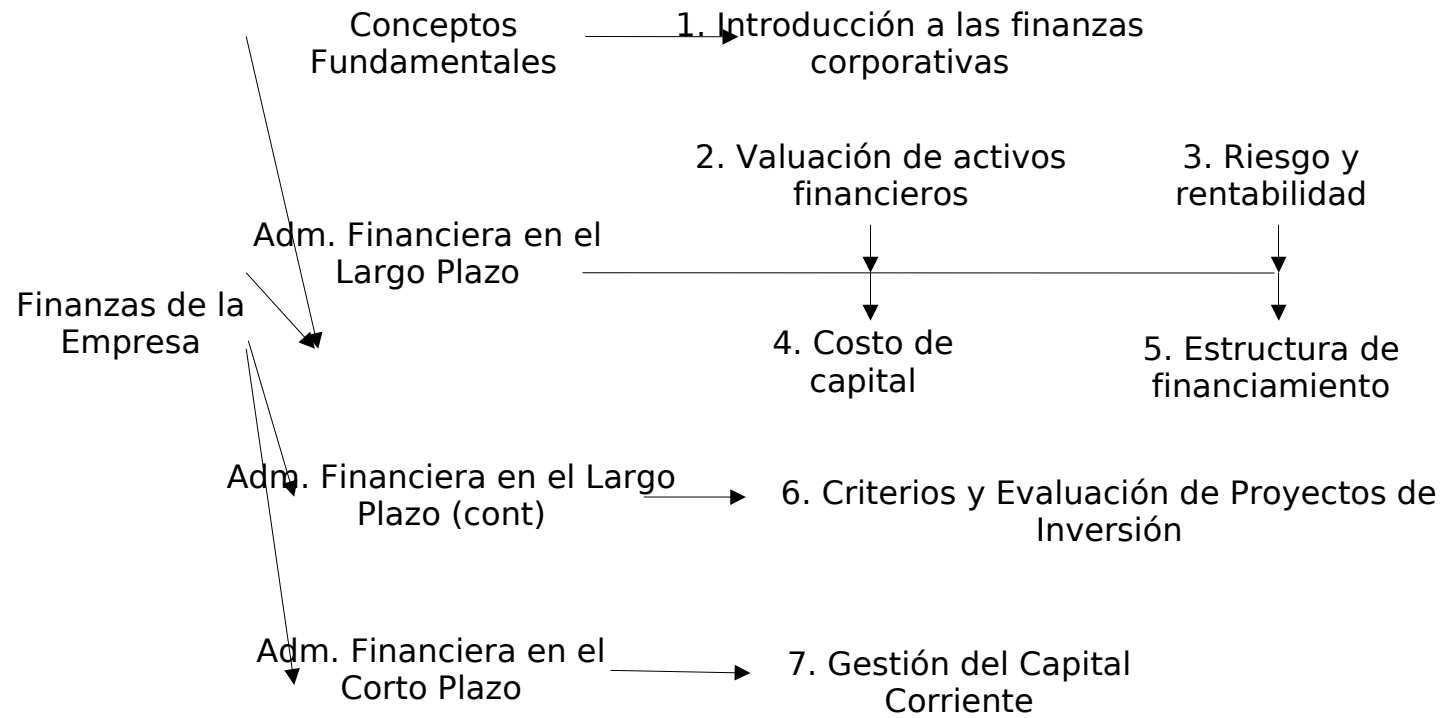 Conceptos
Fundamentales
1. Introducción a las finanzas
corporativas
2. Valuación de activos
financieros
3. Riesgo y
rentabilidad
Adm. Financiera en el
Largo Plazo
Finanzas de la
Empresa
4. Costo de
capital
5. Estructura de
financiamiento
Adm. Financiera en el Largo
Plazo (cont)
6. Criterios y Evaluación de Proyectos de
Inversión
Adm. Financiera en el
Corto Plazo
7. Gestión del Capital
Corriente